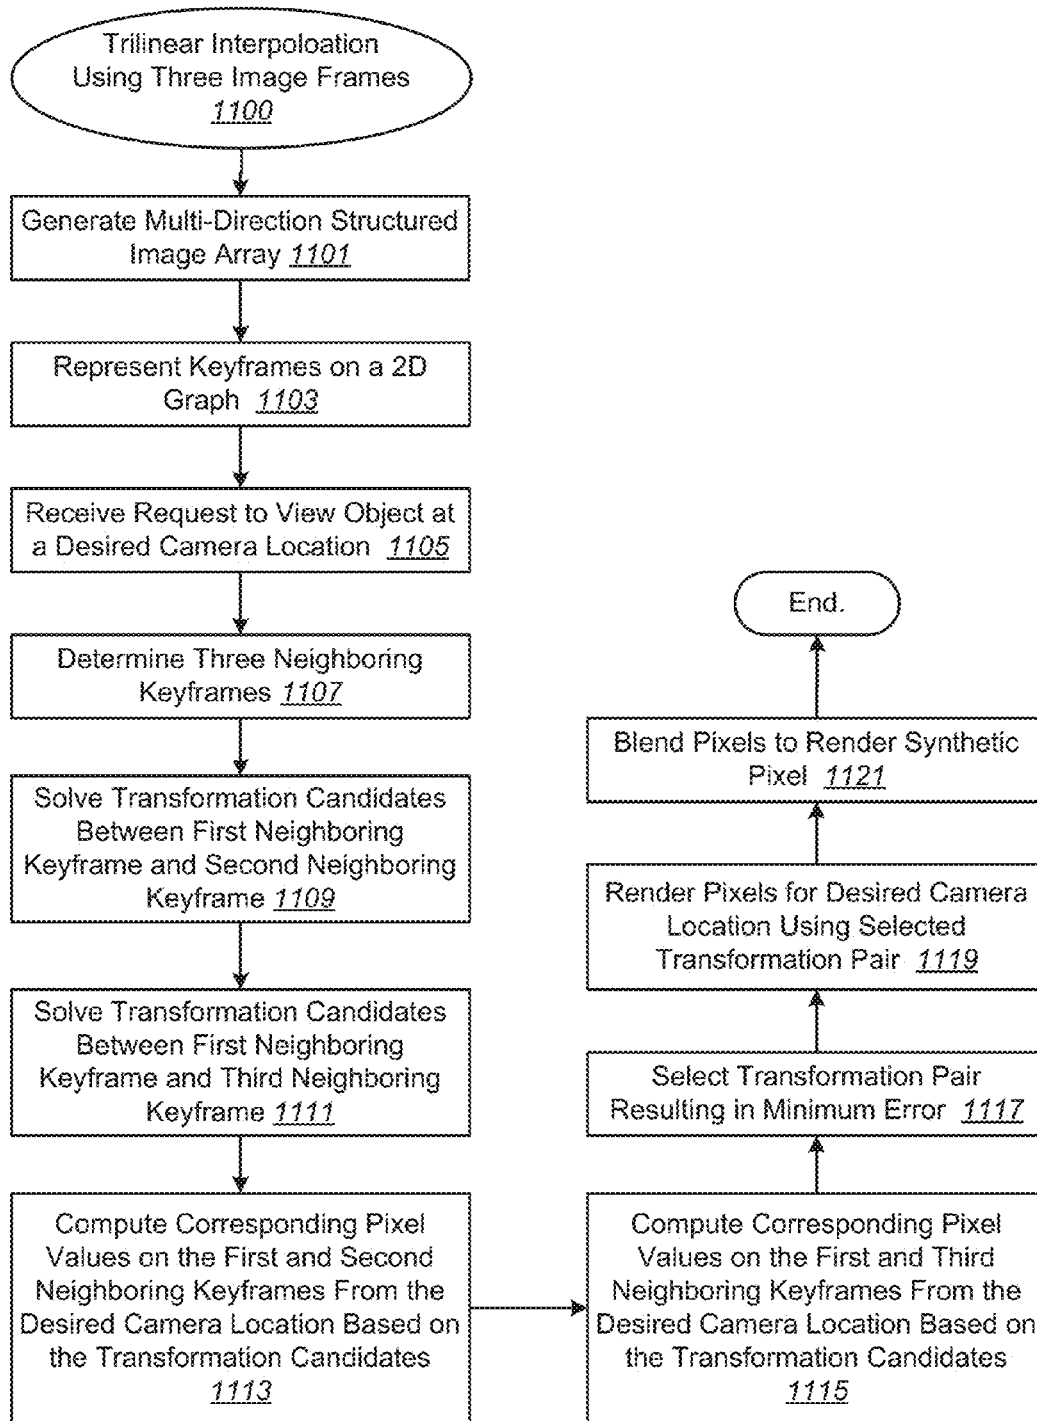 Trilinear Interpoloation
Using Three Image Frames
1100
Generate Multi-Direction Structured
Image Array 1101
Represent Keyframes on a 2D
Graph 1103
Receive Request to View Object at
a Desired Camera Location 1105
Determine Three Neighboring
Keyframes 1107
Solve Transformation Candidates
Between First Neighboring
Keyframe and Second Neighboring
Keyframe 1109
Solve Transformation Candidates
Between First Neighboring
Keyframe and Third Neighboring
Keyframe 1111
Compute Corresponding Pixel
Values on the First and Second
Neighboring Keyframes From the
Desired Camera Location Based on
the Transformation Candidates
1113
Compute Corresponding Pixel
Values on the First and Third
Neighboring Keyframes From the
Desired Camera Location Based on
the Transformation Candidates
1115
Select Transformation Pair
Resulting in Minimum Error 1117
Render Pixels for Desired Camera
Location Using Selected
Transformation Pair 1119
Blend Pixels to Render Synthetic
Pixel 1121
End.